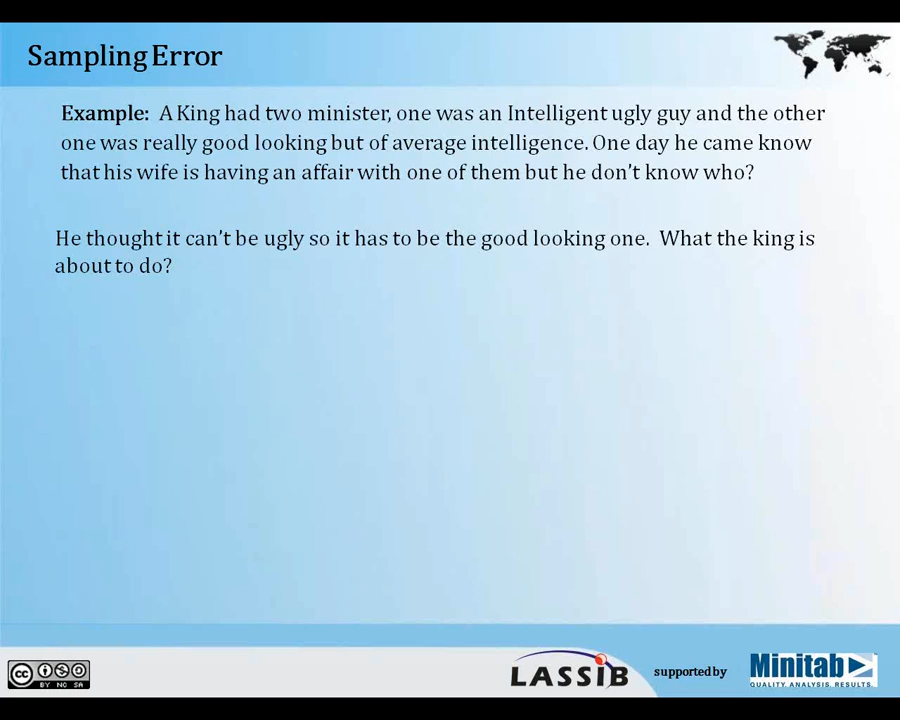 Sampling Error
Example: A King had two minister, one was an Intelligent ugly guy and the other
one was really good looking but of average intelligence. One day he came know
that his wife is having an affair with one of them but he don't know who?
He thought it can't be ugly so it has to be the good looking one. What the king is
about to do?
cc
BY NC SA
LASSIB
supported by
Minitab
QUALITY. ANALYSIS. RESULTS.